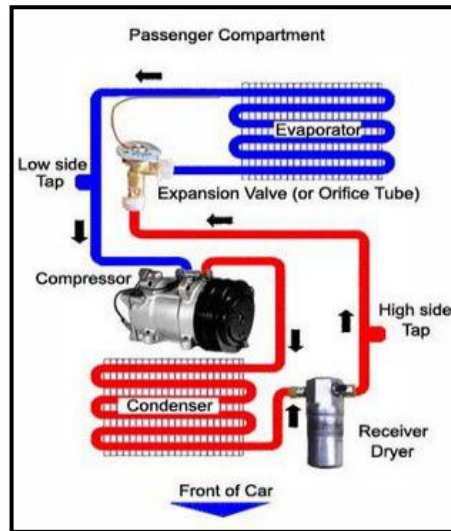 Passenger Compartment
Evaporator
Low side
Tap
Expansion Valve (or Orifice Tube)
Compressor
High side
Tap
Condenser
Receiver
Dryer
Front of Car